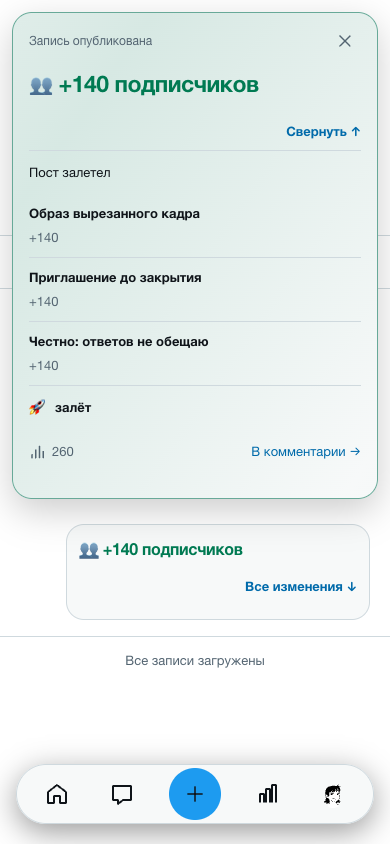 Запись опубликована
+140 подписчиков
Свернуть ↑
Пост залетел
Образ вырезанного кадра
+140
Приглашение до закрытия
+140
Честно: ответов не обещаю
+140
🚀 залёт
260
В комментарии →
+140 подписчиков
Все изменения ↓
Все записи загружены